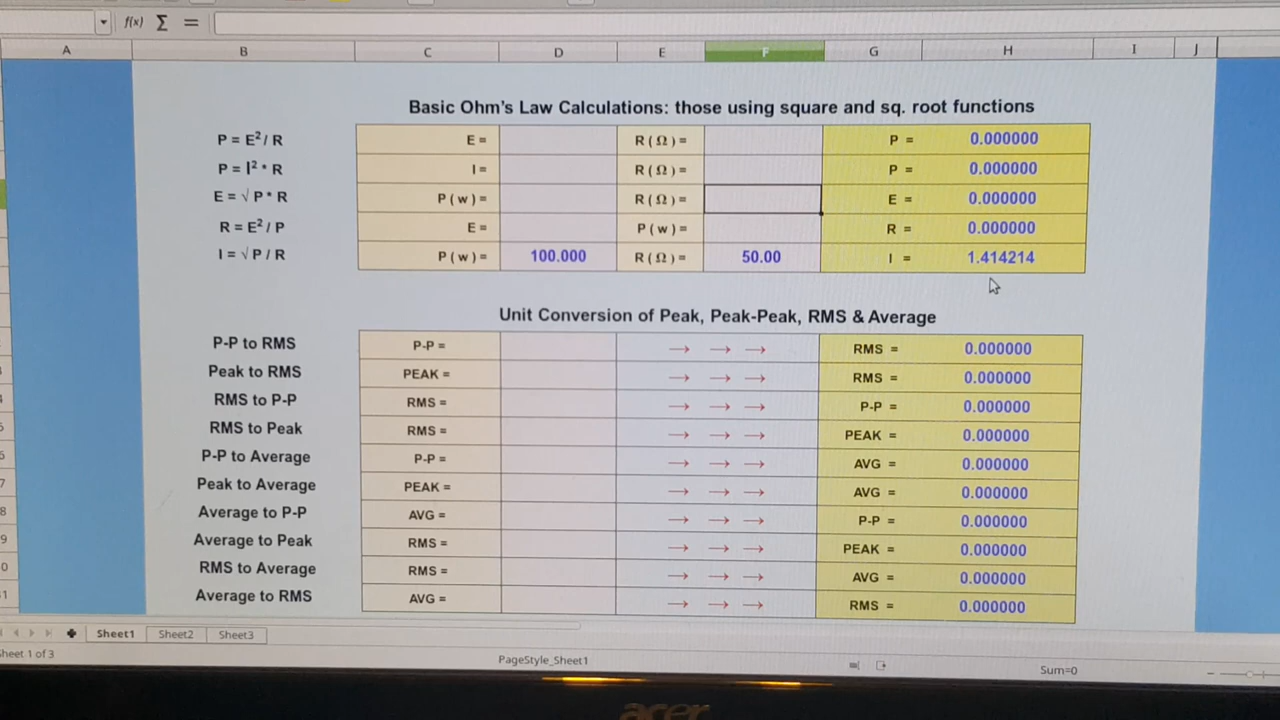 f(x) Σ =
A B C D E F G H I J
Basic Ohm's Law Calculations: those using square and sq. root functions
P = E²/ R E = R ( Ω ) = P = 0.000000
P = I² * R I = R ( Ω ) = P = 0.000000
E = √ P * R P ( w ) = R ( Ω ) = E = 0.000000
R = E² / P E = P ( w ) = R = 0.000000
I = √ P / R P ( w ) = 100.000 R ( Ω ) = 50.00 I = 1.414214
Unit Conversion of Peak, Peak-Peak, RMS & Average
P-P to RMS P-P = → → → RMS = 0.000000
Peak to RMS PEAK = → → → RMS = 0.000000
RMS to P-P RMS = → → → P-P = 0.000000
RMS to Peak RMS = → → → PEAK = 0.000000
P-P to Average P-P = → → → AVG = 0.000000
Peak to Average PEAK = → → → AVG = 0.000000
Average to P-P AVG = → → → P-P = 0.000000
Average to Peak RMS = → → → PEAK = 0.000000
RMS to Average RMS = → → → AVG = 0.000000
Average to RMS AVG = → → → RMS = 0.000000
Sheet1 Sheet2 Sheet3
heet 1 of 3 PageStyle_Sheet1 Sum=0
acer